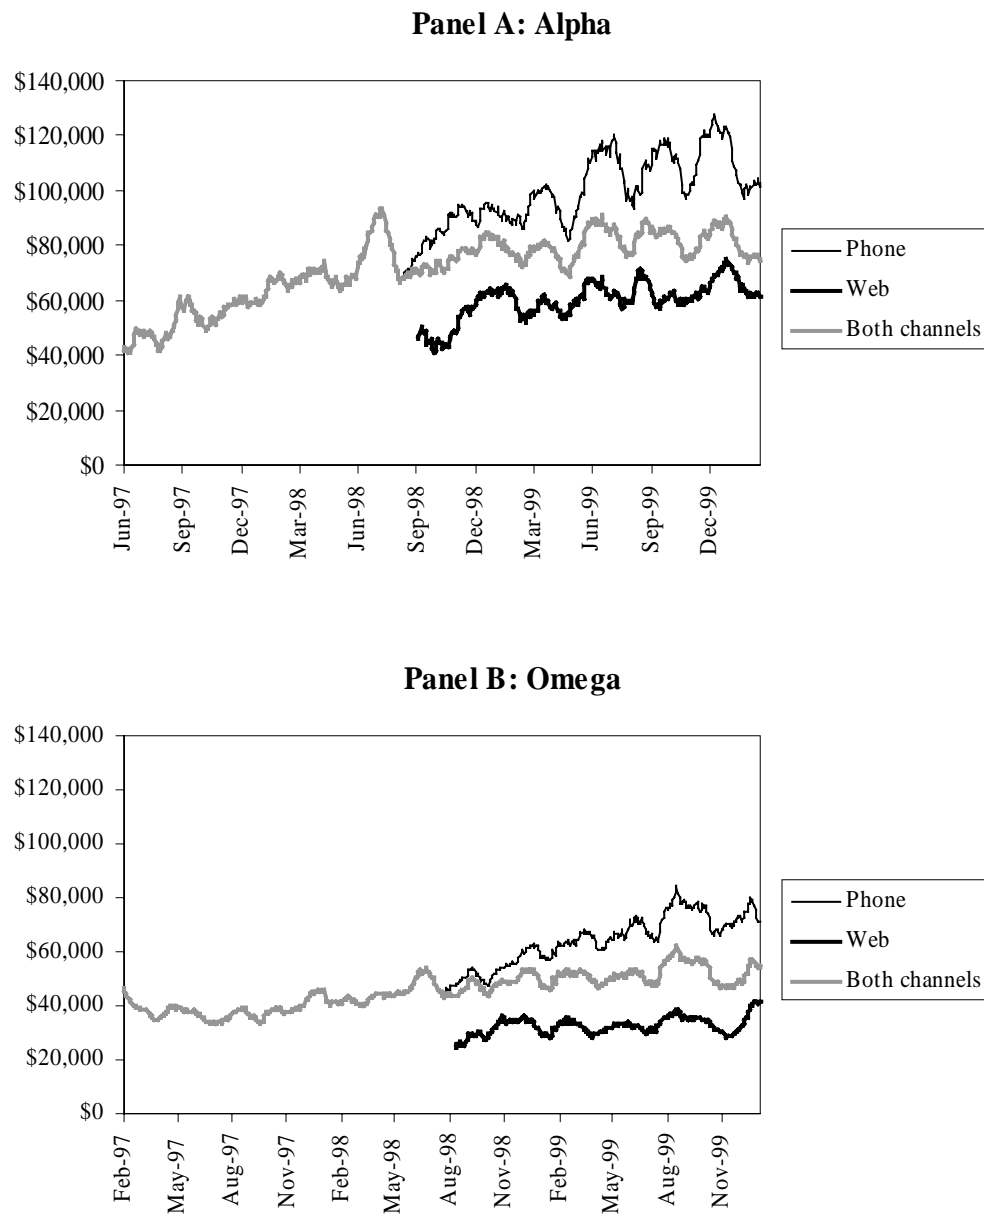 Panel A: Alpha
$140,000
$120,000
$100,000
$80,000
$60,000
$40,000
$20,000
$0
Jun-97
Sep-97
Dec-97
Mar-98
Jun-98
Sep-98
Dec-98
Mar-99
Jun-99
Sep-99
Dec-99
Phone
Web
Both channels
Panel B: Omega
$140,000
$120,000
$100,000
$80,000
$60,000
$40,000
$20,000
$0
Feb-97
May-97
Aug-97
Nov-97
Feb-98
May-98
Aug-98
Nov-98
Feb-99
May-99
Aug-99
Nov-99
Phone
Web
Both channels